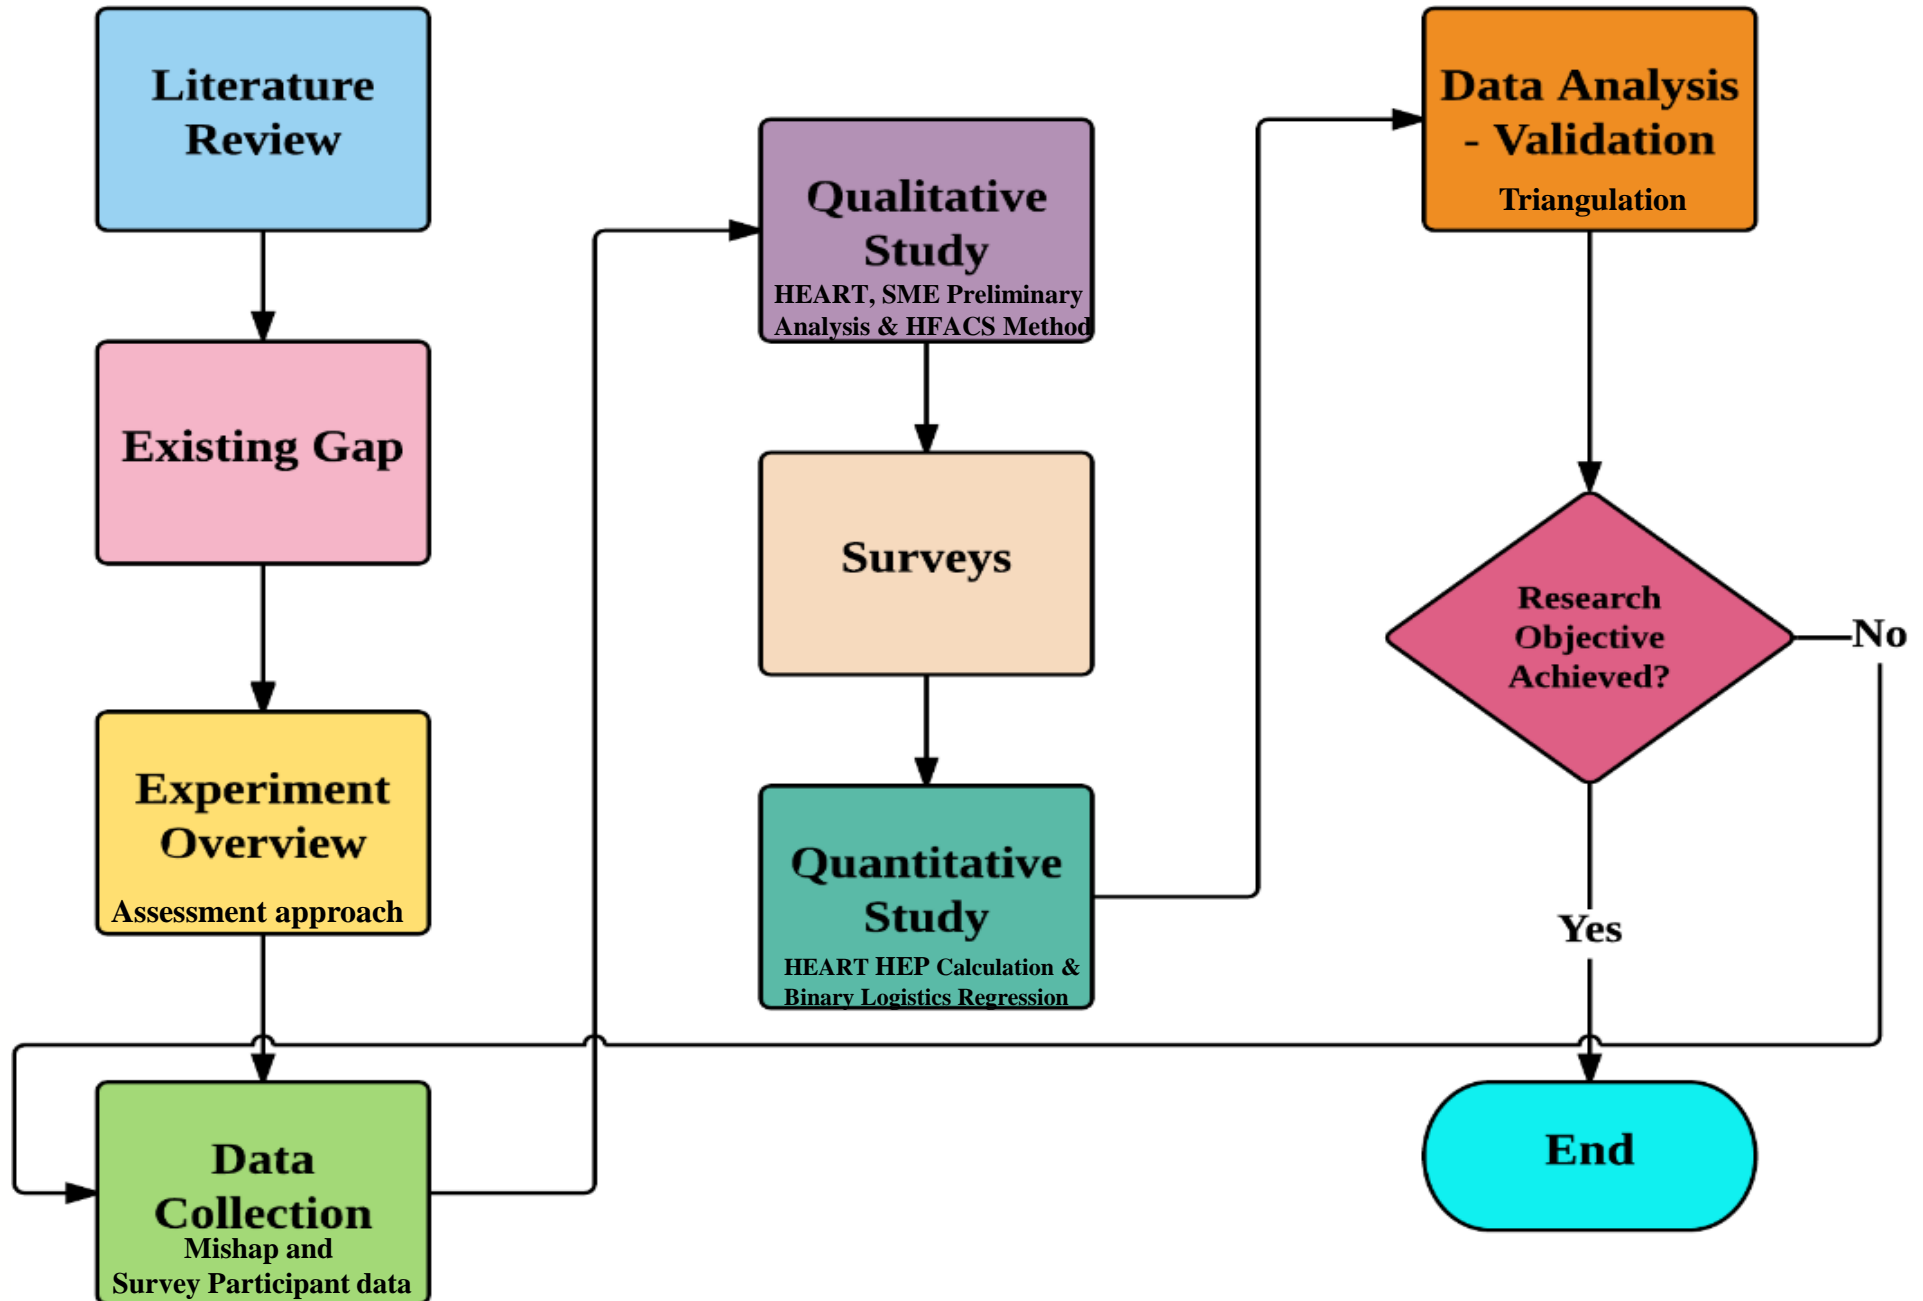 Literature
Review
Existing Gap
Experiment
Overview
Assessment approach
Data
Collection
Mishap and
Survey Participant data
Qualitative
Study
HEART, SME Preliminary
Analysis & HFACS Method
Surveys
Quantitative
Study
HEART HEP Calculation &
Binary Logistics Regression
Data Analysis
- Validation
Triangulation
Research
Objective
Achieved?
No
Yes
End